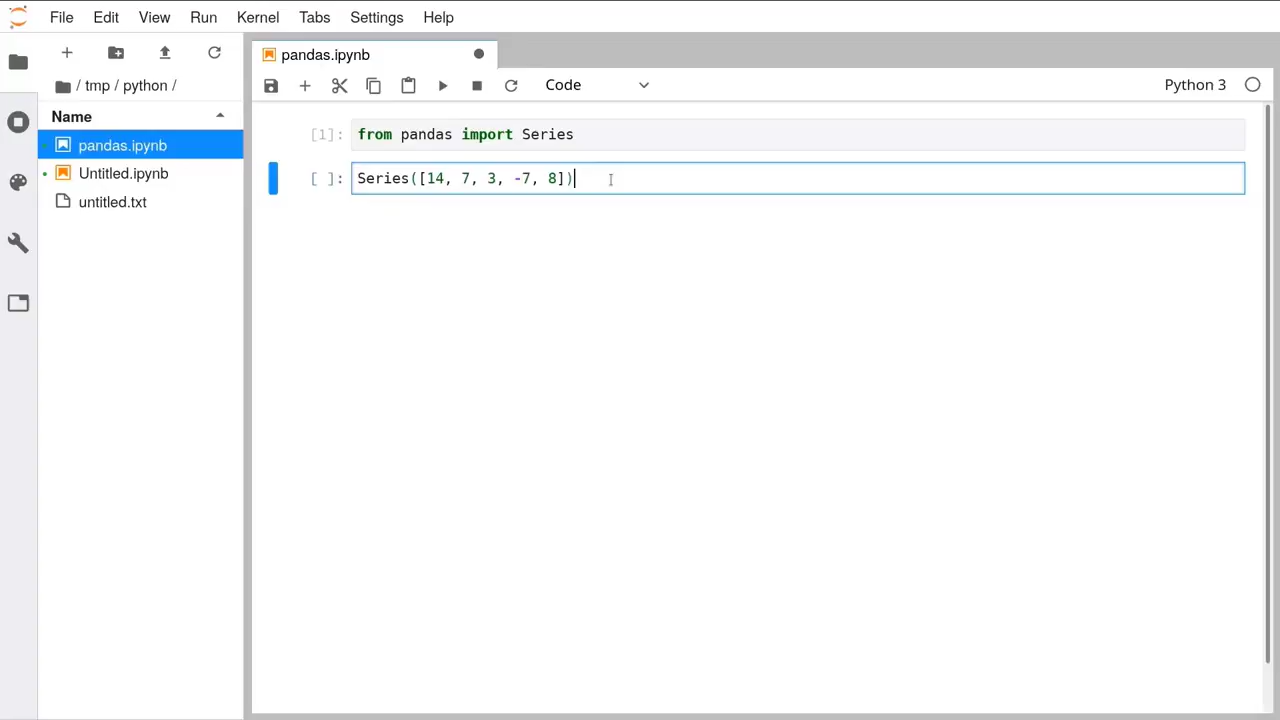 File Edit View Run Kernel Tabs Settings Help
pandas.ipynb
/ tmp / python /
Code
Python 3
Name
pandas.ipynb
Untitled.ipynb
untitled.txt
[1]: from pandas import Series
[ ]: Series([14, 7, 3, -7, 8])